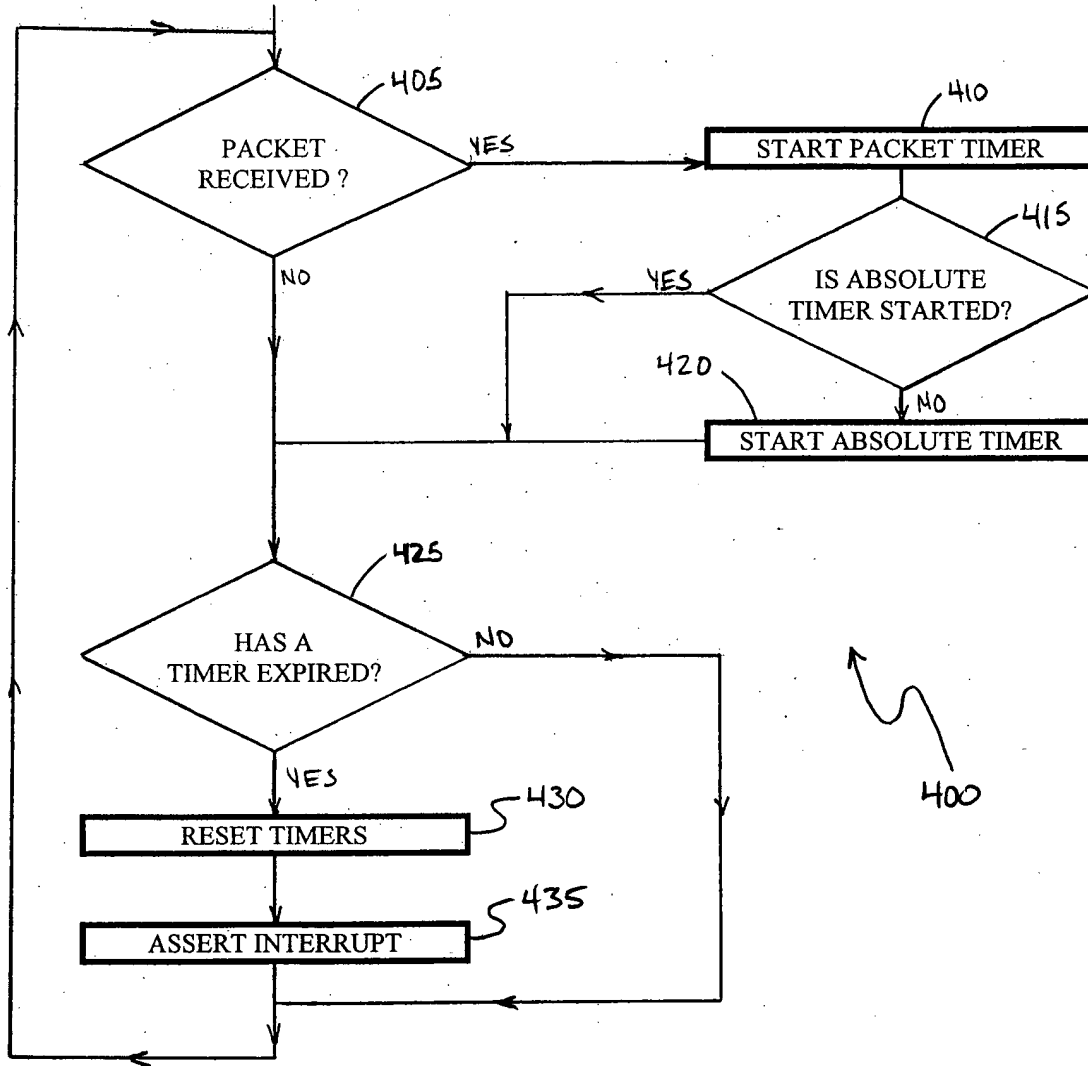 405
PACKET
RECEIVED ?
YES
NO
410
START PACKET TIMER
415
IS ABSOLUTE
TIMER STARTED?
YES
NO
420
START ABSOLUTE TIMER
425
HAS A
TIMER EXPIRED?
NO
YES
430
RESET TIMERS
435
ASSERT INTERRUPT
400